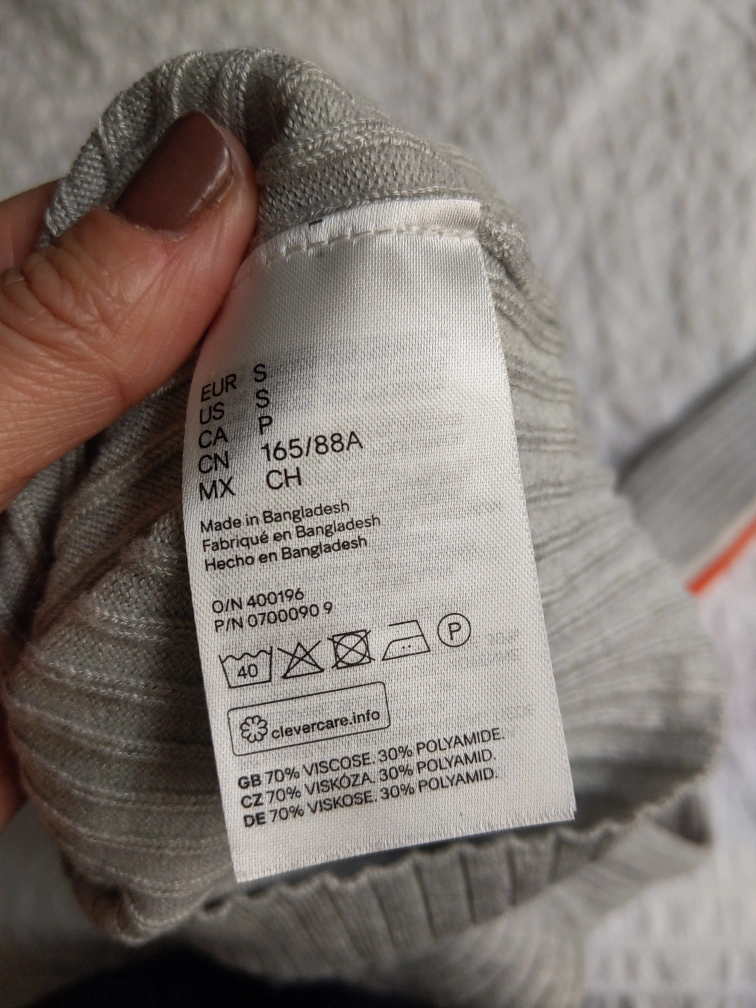 EUR S
US S
CA P
CN 165/88A
MX CH
Made in Bangladesh
Fabriqué en Bangladesh
Hecho en Bangladesh
O/N 400196
P/N 0700090 9
40
P
clevercare.info
GB 70% VISCOSE. 30% POLYAMIDE.
CZ 70% VISKÓZA. 30% POLYAMID.
DE 70% VISKOSE. 30% POLYAMID.